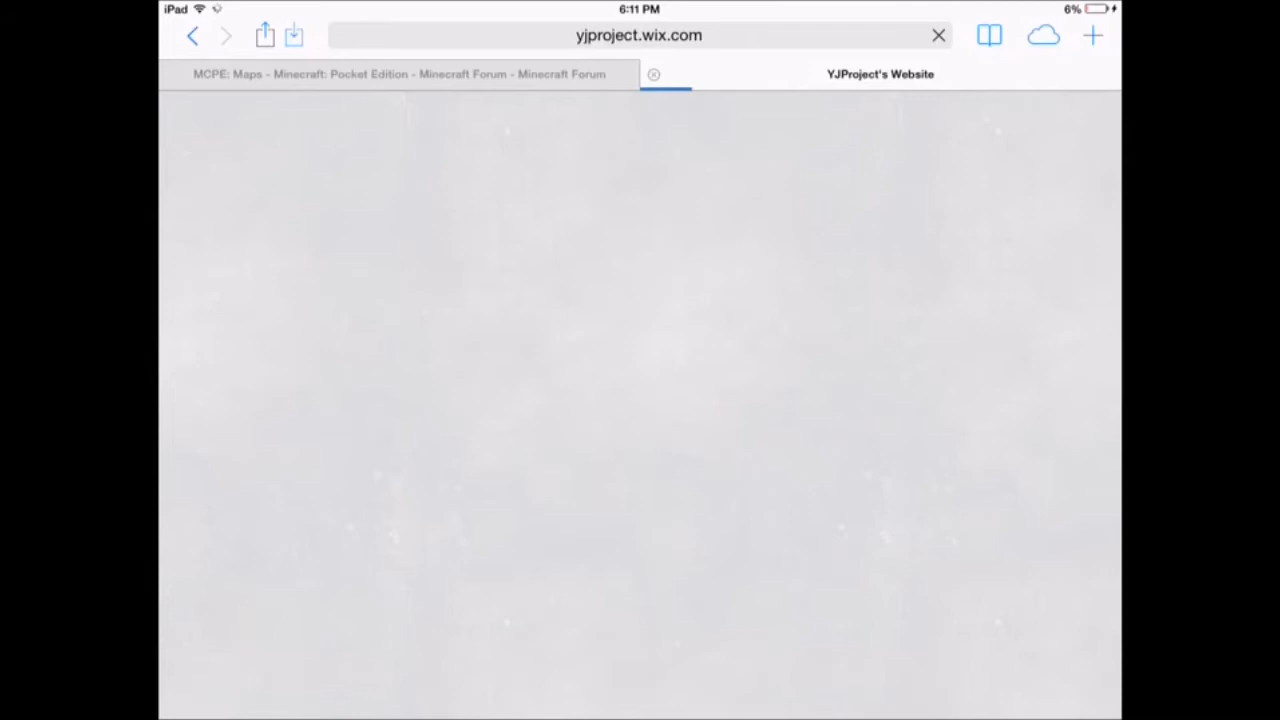 iPad 6:11 PM 6%
yjproject.wix.com
MCPE: Maps - Minecraft: Pocket Edition - Minecraft Forum - Minecraft Forum
YJProject's Website